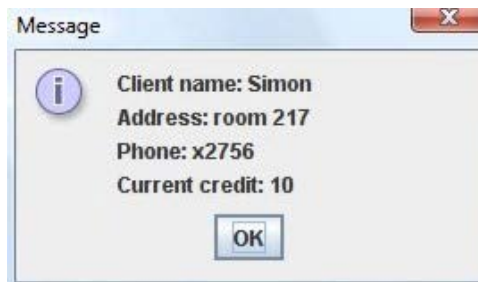 Message
Client name: Simon
Address: room 217
Phone: x2756
Current credit: 10
OK